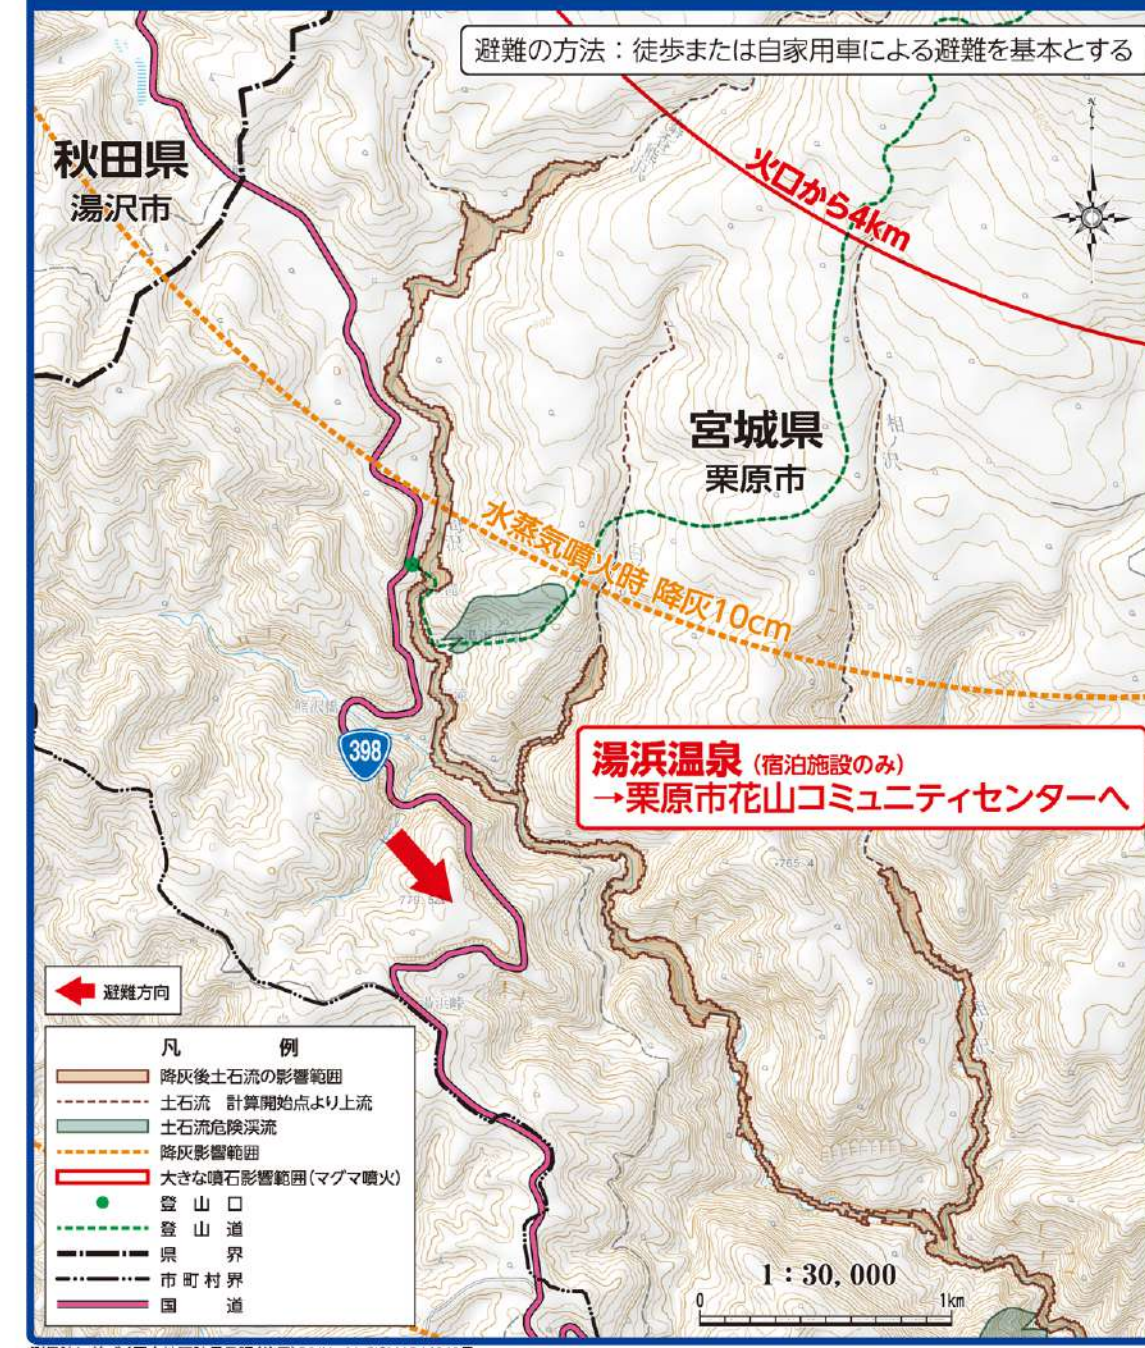 避難の方法：徒歩または自家用車による避難を基本とする
秋田県
湯沢市
火口から4km
宮城県
栗原市
水蒸気噴火時 降灰10cm
398
湯浜温泉（宿泊施設のみ）
→栗原市花山コミュニティセンターへ
相ノ沢
湯浜峠
避難方向
凡 例
降灰後土石流の影響範囲
土石流 計算開始点より上流
土石流危険渓流
降灰影響範囲
大きな噴石影響範囲（マグマ噴火）
登山口
登山道
県界
市町村界
国道
1：30,000
0 1km